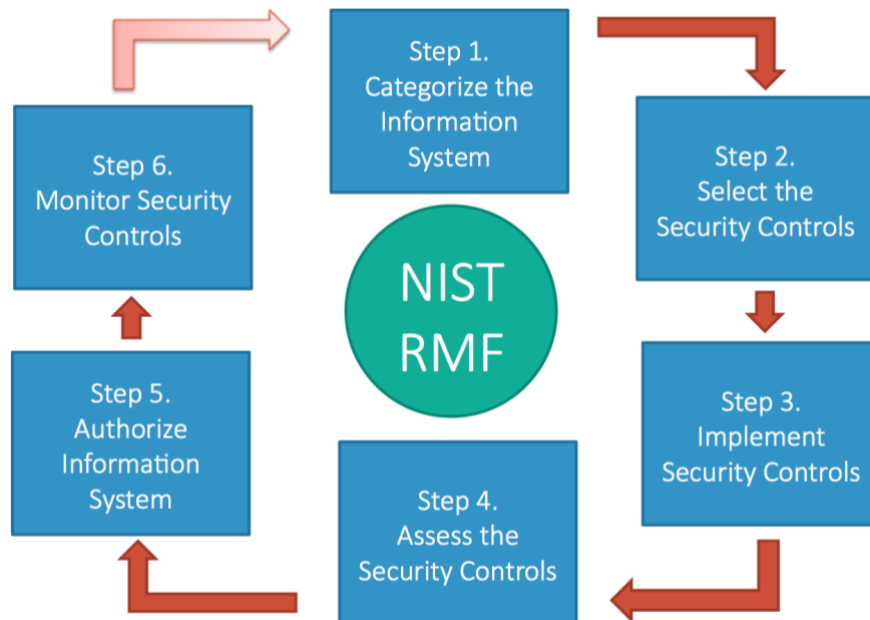 Step 1.
Categorize the
Information
System
Step 2.
Select the
Security Controls
Step 3.
Implement
Security Controls
Step 4.
Assess the
Security Controls
Step 5.
Authorize
Information
System
Step 6.
Monitor Security
Controls
NIST
RMF